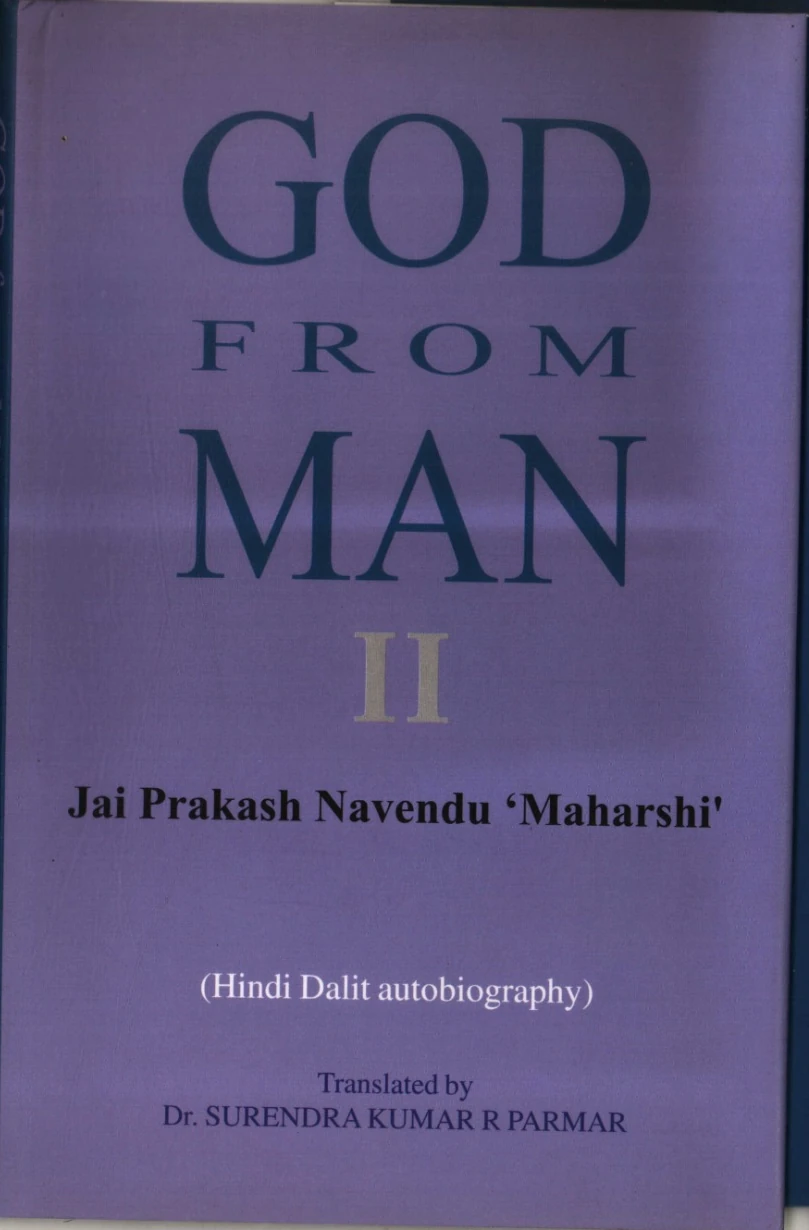 GOD
FROM
MAN
II
Jai Prakash Navendu ‘Maharshi'
(Hindi Dalit autobiography)
Translated by
Dr. SURENDRA KUMAR R PARMAR